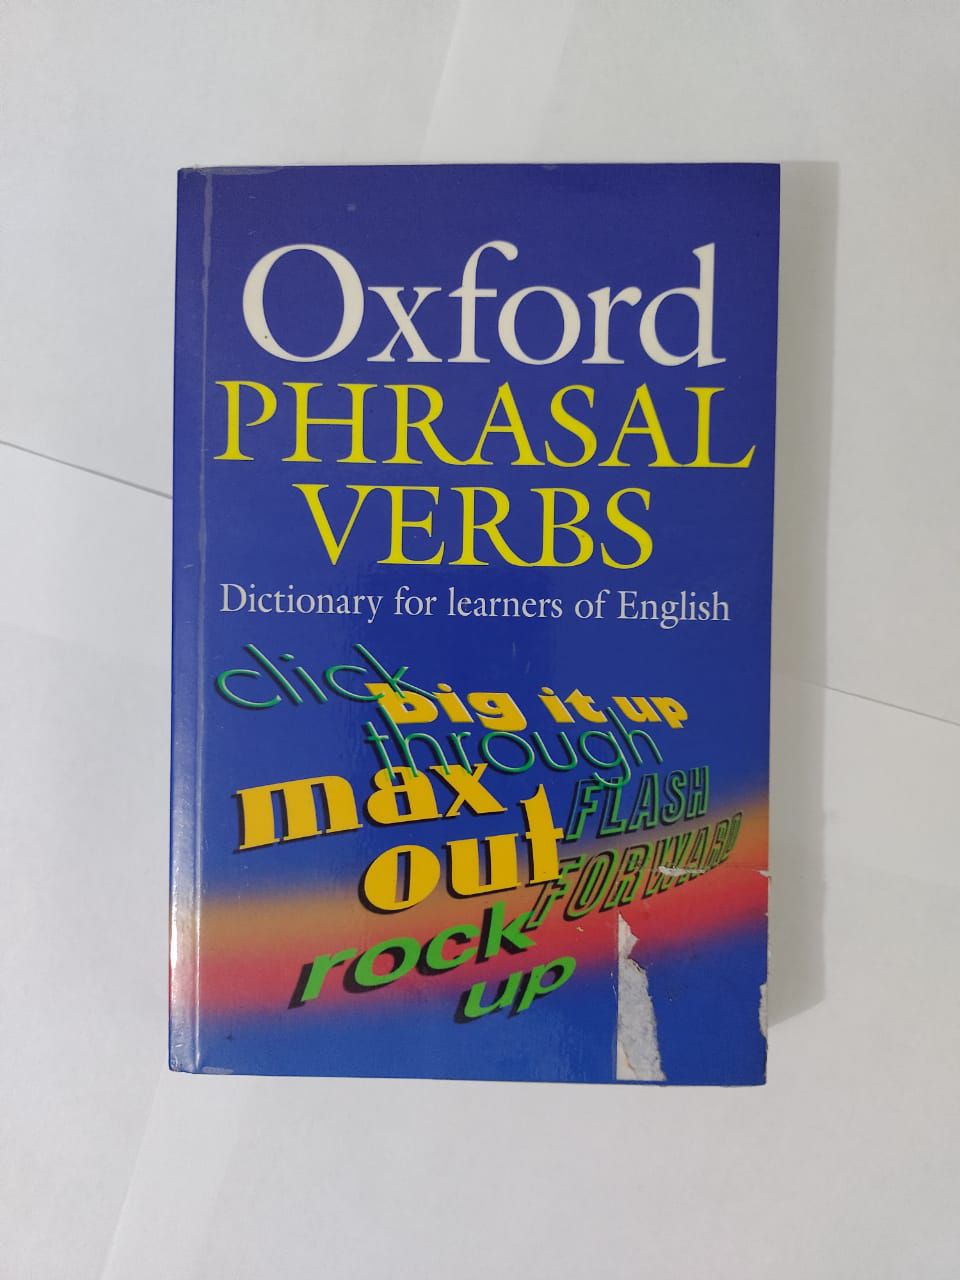 Oxford
PHRASAL
VERBS
Dictionary for learners of English
click
big it up
through
max
out
FLASH
FORWARD
rock
up